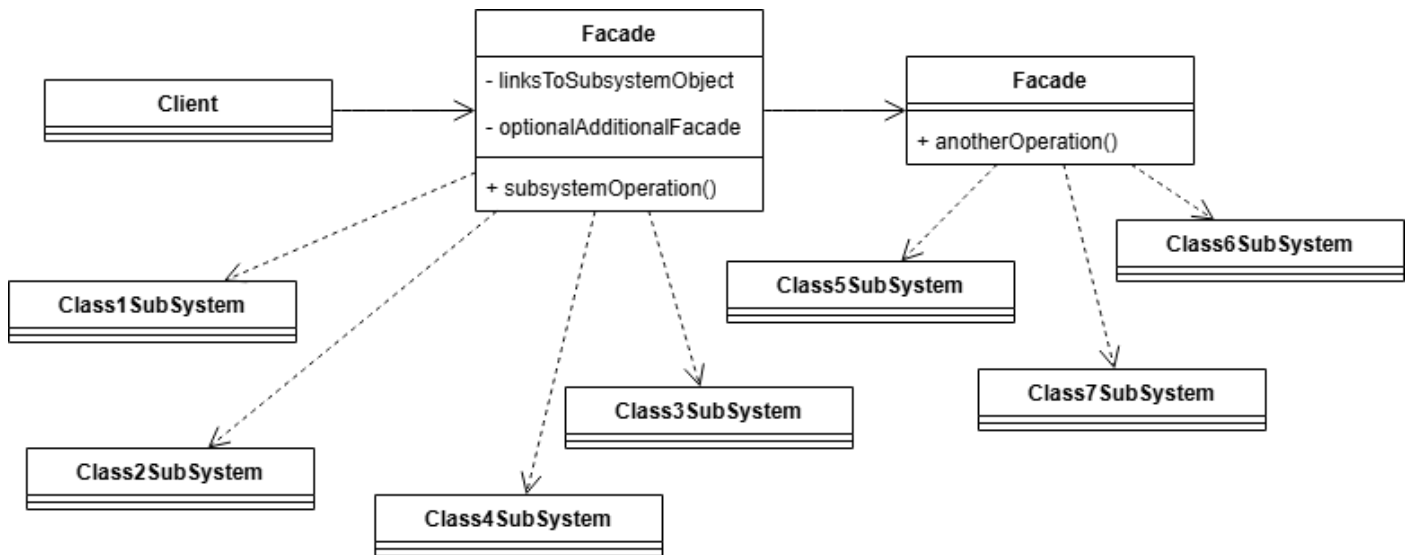 Facade
- linksToSubsystemObject
- optionalAdditionalFacade
+ subsystemOperation()
Client
Facade
+ anotherOperation()
Class1SubSystem
Class2SubSystem
Class4SubSystem
Class3SubSystem
Class5SubSystem
Class6SubSystem
Class7SubSystem